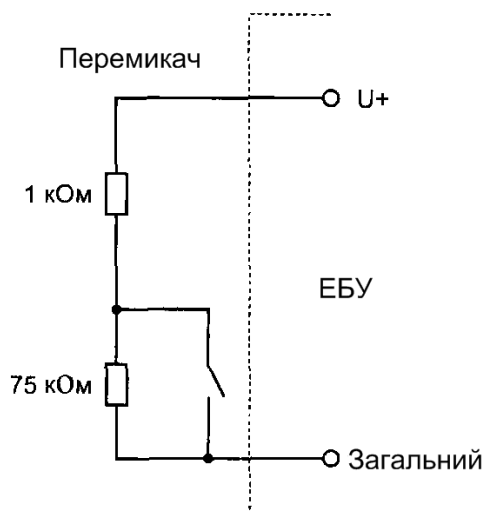 Перемикач
U+
1 кОм
ЕБУ
75 кОм
Загальний